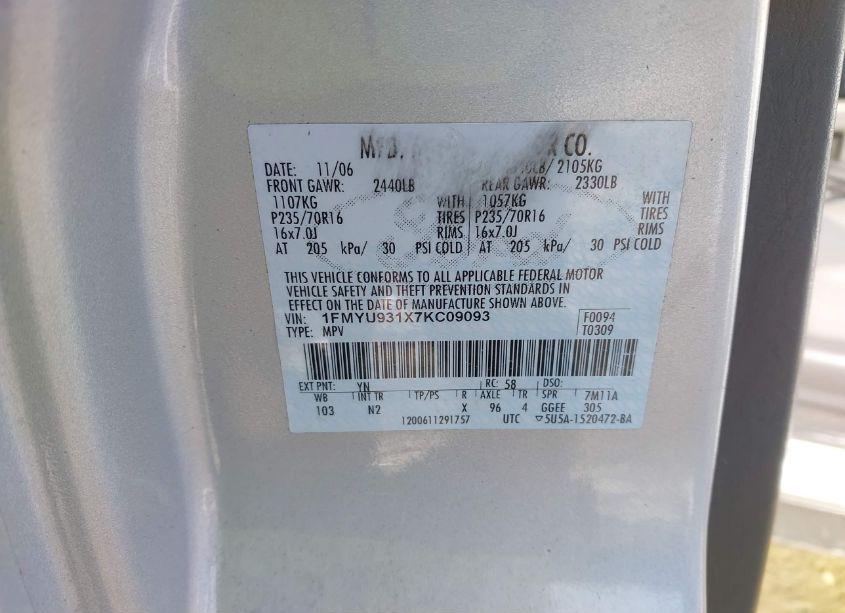 MFD. CO.
DATE: 11/06 2105KG
FRONT GAWR: 2440LB REAR GAWR: 2330LB
1107KG WITH 1057KG WITH
P235/70R16 TIRES P235/70R16 TIRES
16x7.0J RIMS 16x7.0J RIMS
AT 205 kPa/ 30 PSI COLD AT 205 kPa/ 30 PSI COLD
THIS VEHICLE CONFORMS TO ALL APPLICABLE FEDERAL MOTOR
VEHICLE SAFETY AND THEFT PREVENTION STANDARDS IN
EFFECT ON THE DATE OF MANUFACTURE SHOWN ABOVE.
VIN: 1FMYU931X7KC09093 F0094
TYPE: MPV T0309
EXT PNT: YN RC: 58 DSO:
WB INT TR TP/PS R AXLE TR SPR 7M11A
103 N2 X 96 4 GGEE 305
1200611291757 UTC ▽5U5A-1520472-BA